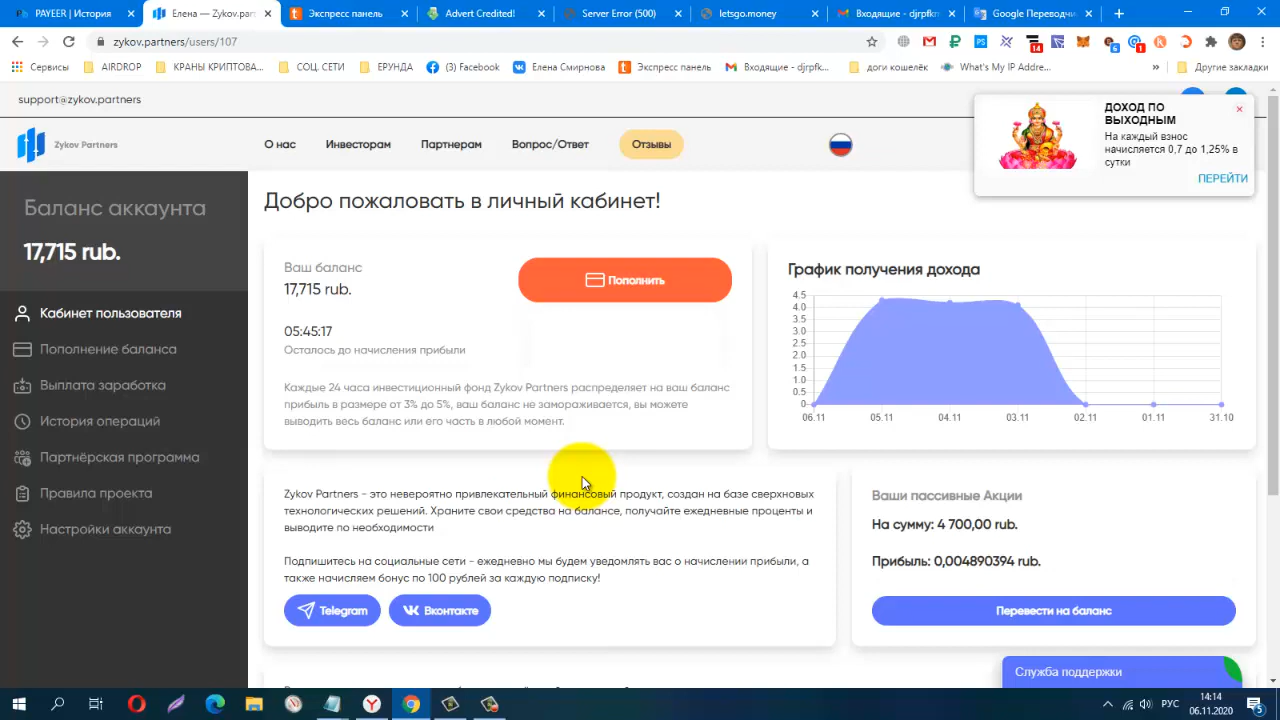 PAYEER | История
Елена — Zykov.par
Экспресс панель
Advert Credited!
Server Error (500)
letsgo.money
Входящие - djrpfkm
Google Переводч
zykov.partners/users/107
Сервисы
AIRDROP
КРАНЫ КРИПТОВА...
СОЦ. СЕТИ
ЕРУНДА
(3) Facebook
Елена Смирнова
Экспресс панель
Входящие - djrpfk...
доги кошелёк
What's My IP Addre...
»
Другие закладки
support@zykov.partners
Zykov Partners
О нас
Инвесторам
Партнерам
Вопрос/Ответ
Отзывы
ДОХОД ПО
ВЫХОДНЫМ
На каждый взнос
начисляется 0,7 до 1,25% в
сутки
ПЕРЕЙТИ
Баланс аккаунта
17,715 rub.
Кабинет пользователя
Пополнение баланса
Выплата заработка
История операций
Партнёрская программа
Правила проекта
Настройки аккаунта
Добро пожаловать в личный кабинет!
Ваш баланс
17,715 rub.
Пополнить
05:45:17
Осталось до начисления прибыли
Каждые 24 часа инвестиционный фонд Zykov Partners распределяет на ваш баланс
прибыль в размере от 3% до 5%, ваш баланс не замораживается, вы можете
выводить весь баланс или его часть в любой момент.
График получения дохода
4.5
4.0
3.5
3.0
2.5
2.0
1.5
1.0
0.5
0
06.11
05.11
04.11
03.11
02.11
01.11
31.10
Zykov Partners - это невероятно привлекательный финансовый продукт, создан на базе сверхновых
технологических решений. Храните свои средства на балансе, получайте ежедневные проценты и
выводите по необходимости
Подпишитесь на социальные сети - ежедневно мы будем уведомлять вас о начислении прибыли, а
также начисляем бонус по 100 рублей за каждую подписку!
Telegram
Вконтакте
Ваши пассивные Акции
На сумму: 4 700,00 rub.
Прибыль: 0,004890394 rub.
Перевести на баланс
Служба поддержки
РУС
14:14
06.11.2020